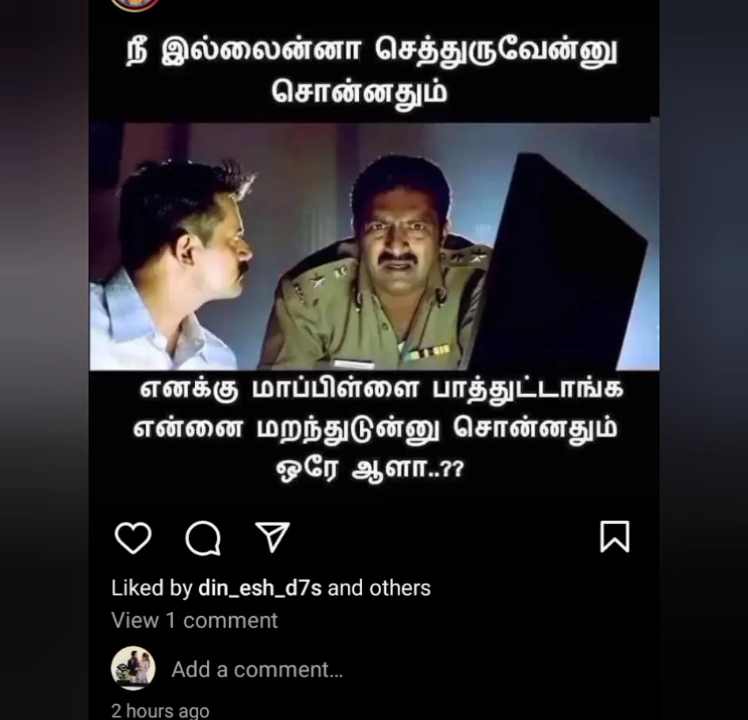 நீ இல்லைன்னா செத்துருவேன்னு
சொன்னதும்
எனக்கு மாப்பிள்ளை பாத்துட்டாங்க
என்னை மறந்துடுன்னு சொன்னதும்
ஒரே ஆளா..??
Liked by din_esh_d7s and others
View 1 comment
Add a comment...
2 hours ago